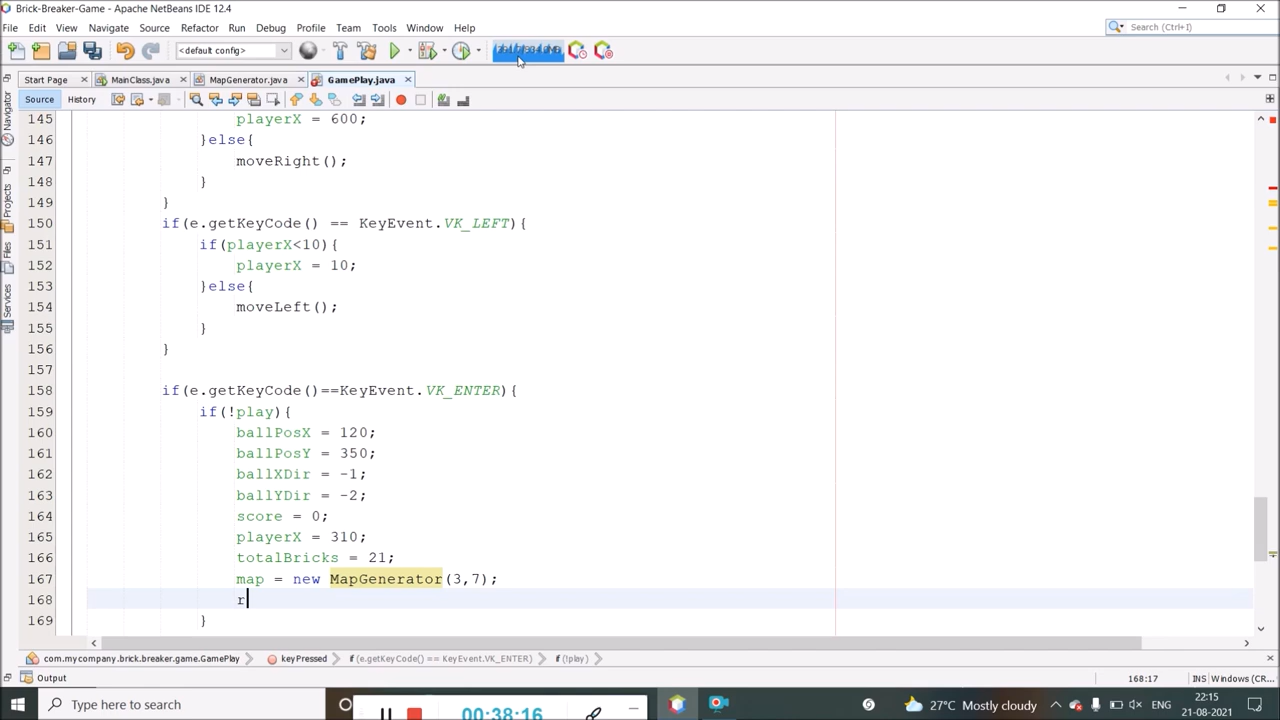 Brick-Breaker-Game - Apache NetBeans IDE 12.4
File Edit View Navigate Source Refactor Run Debug Profile Team Tools Window Help
Search (Ctrl+I)
<default config>
Start Page MainClass.java MapGenerator.java GamePlay.java
Source History
Navigator
Projects
Files
Services
145 playerX = 600;
146 }else{
147 moveRight();
148 }
149 }
150 if(e.getKeyCode() == KeyEvent.VK_LEFT){
151 if(playerX<10){
152 playerX = 10;
153 }else{
154 moveLeft();
155 }
156 }
157
158 if(e.getKeyCode()==KeyEvent.VK_ENTER){
159 if(!play){
160 ballPosX = 120;
161 ballPosY = 350;
162 ballXDir = -1;
163 ballYDir = -2;
164 score = 0;
165 playerX = 310;
166 totalBricks = 21;
167 map = new MapGenerator(3,7);
168 r
169 }
com.mycompany.brick.breaker.game.GamePlay keyPressed if (e.getKeyCode() == KeyEvent.VK_ENTER) if (!play)
Output
168:17 INS Windows (CR...
Type here to search
00:38:16
27°C Mostly cloudy
ENG
22:15
21-08-2021